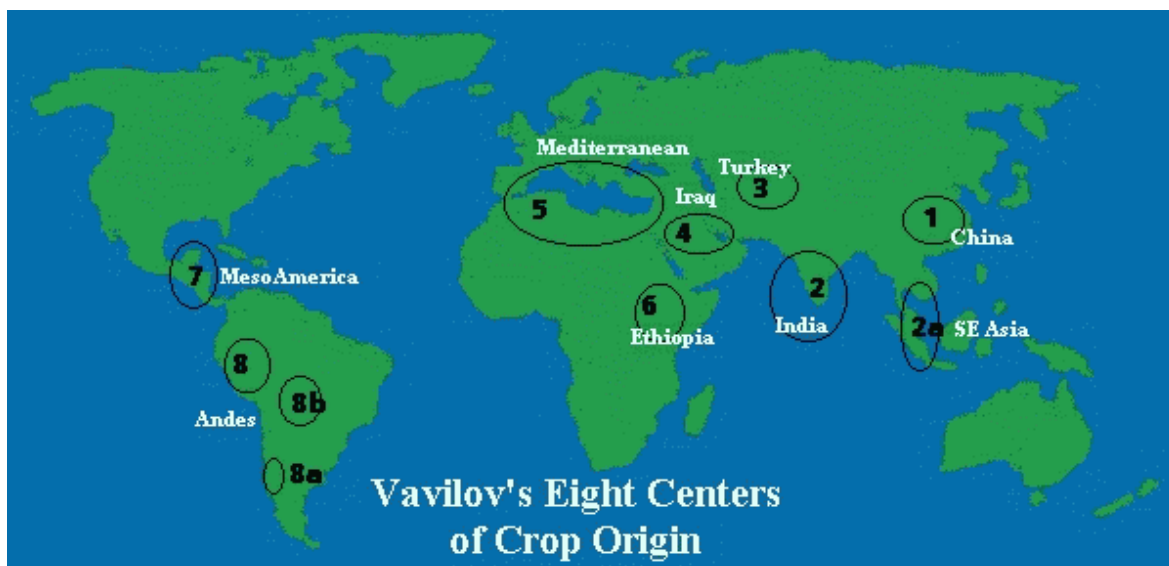 Mediterranean
Turkey
3
Iraq
5
4
1
China
7
MesoAmerica
2
6
India
Ethiopia
2a
SE Asia
8
8b
Andes
8a
Vavilov's Eight Centers
of Crop Origin